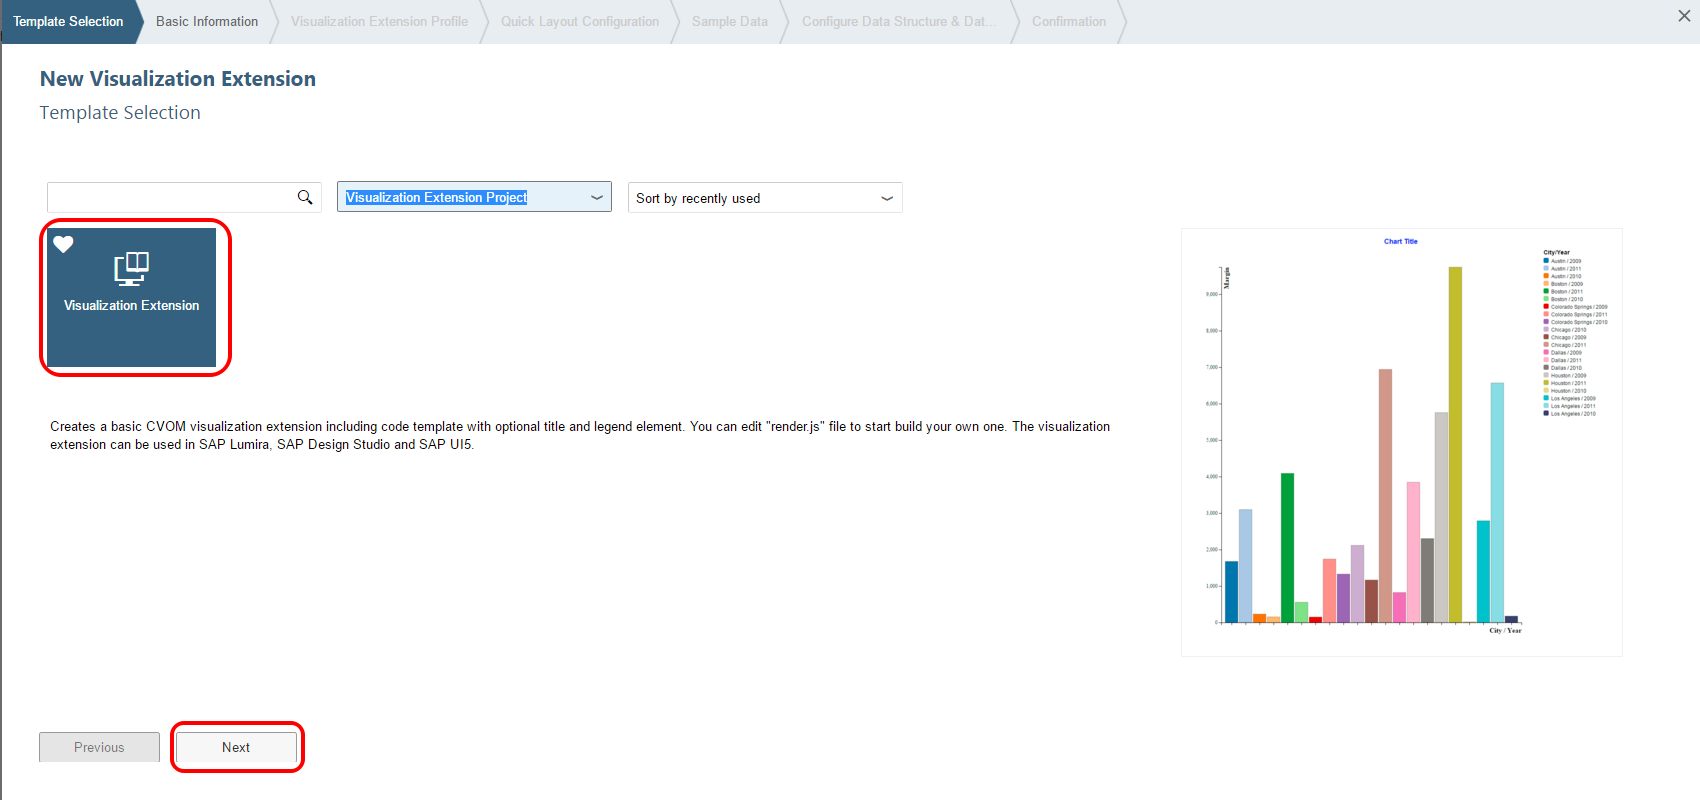 Template Selection
Basic Information
Visualization Extension Profile
Quick Layout Configuration
Sample Data
Configure Data Structure & Dat...
Confirmation
New Visualization Extension
Template Selection
Visualization Extension Project
Sort by recently used
Visualization Extension
Creates a basic CVOM visualization extension including code template with optional title and legend element. You can edit "render.js" file to start build your own one. The visualization
extension can be used in SAP Lumira, SAP Design Studio and SAP UI5.
Chart Title
Margin
9,000
8,000
7,000
6,000
5,000
4,000
3,000
2,000
1,000
0
City / Year
City/Year
Austin / 2009
Austin / 2011
Austin / 2010
Boston / 2009
Boston / 2011
Boston / 2010
Colorado Springs / 2009
Colorado Springs / 2011
Colorado Springs / 2010
Chicago / 2010
Chicago / 2009
Chicago / 2011
Dallas / 2009
Dallas / 2011
Dallas / 2010
Houston / 2009
Houston / 2011
Houston / 2010
Los Angeles / 2009
Los Angeles / 2011
Los Angeles / 2010
Previous
Next